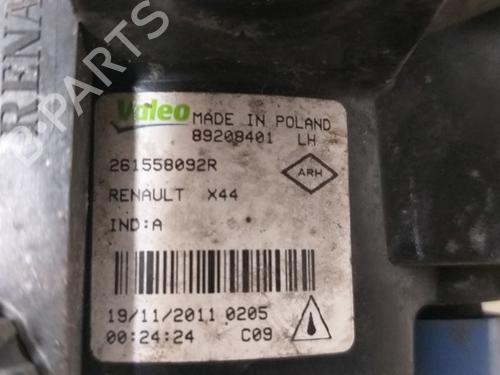 RENA
Valeo MADE IN POLAND
89208401 LH
261558092R
ARH
RENAULT X44
IND:A
19/11/2011 0205
00:24:24 C09
B-PARTS